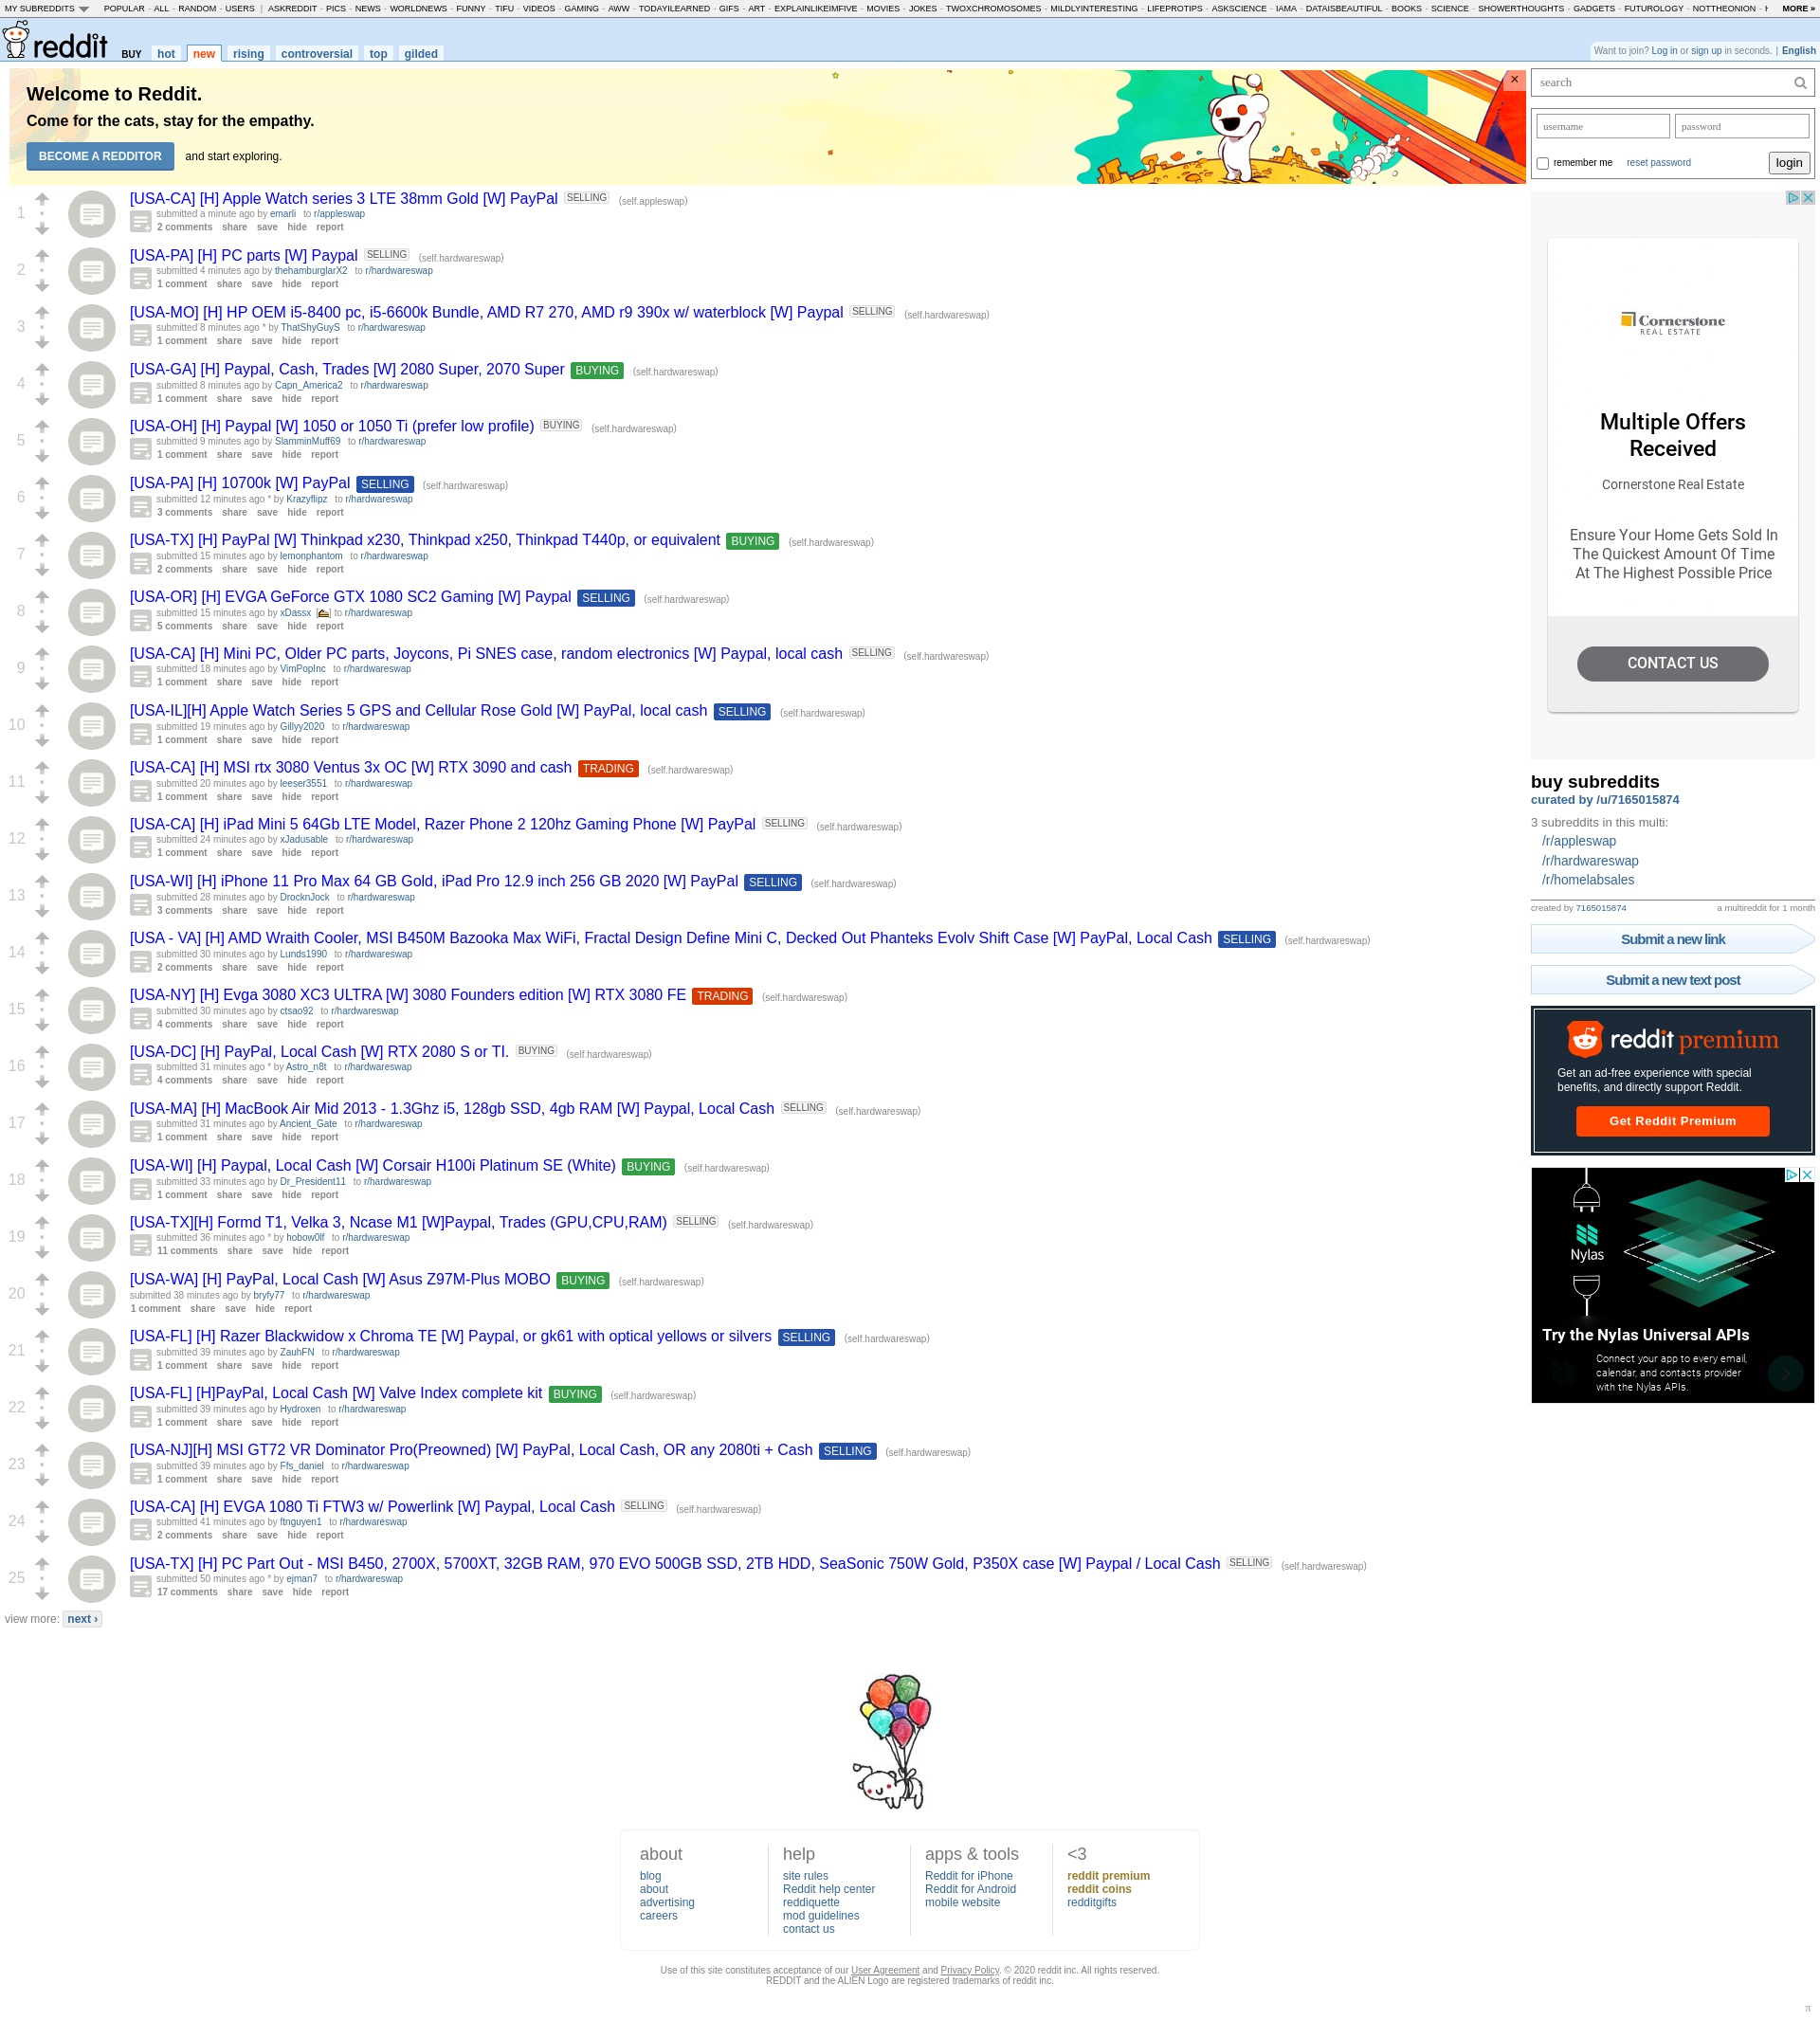 MY SUBREDDITS POPULAR - ALL - RANDOM - USERS | ASKREDDIT - PICS - NEWS - WORLDNEWS - FUNNY - TIFU - VIDEOS - GAMING - AWW - TODAYILEARNED - GIFS - ART - EXPLAINLIKEIMFIVE - MOVIES - JOKES - TWOXCHROMOSOMES - MILDLYINTERESTING - LIFEPROTIPS - ASKSCIENCE - IAMA - DATAISBEAUTIFUL - BOOKS - SCIENCE - SHOWERTHOUGHTS - GADGETS - FUTUROLOGY - NOTTHEONION - MORE »
reddit BUY hot new rising controversial top gilded
Want to join? Log in or sign up in seconds. | English
Welcome to Reddit.
Come for the cats, stay for the empathy.
BECOME A REDDITOR and start exploring.
1
[USA-CA] [H] Apple Watch series 3 LTE 38mm Gold [W] PayPal SELLING (self.appleswap)
submitted a minute ago by emarli to r/appleswap
2 comments share save hide report
2
[USA-PA] [H] PC parts [W] Paypal SELLING (self.hardwareswap)
submitted 4 minutes ago by thehamburglarX2 to r/hardwareswap
1 comment share save hide report
3
[USA-MO] [H] HP OEM i5-8400 pc, i5-6600k Bundle, AMD R7 270, AMD r9 390x w/ waterblock [W] Paypal SELLING (self.hardwareswap)
submitted 8 minutes ago * by ThatShyGuyS to r/hardwareswap
1 comment share save hide report
4
[USA-GA] [H] Paypal, Cash, Trades [W] 2080 Super, 2070 Super BUYING (self.hardwareswap)
submitted 8 minutes ago by Capn_America2 to r/hardwareswap
1 comment share save hide report
5
[USA-OH] [H] Paypal [W] 1050 or 1050 Ti (prefer low profile) BUYING (self.hardwareswap)
submitted 9 minutes ago by SlamminMuff69 to r/hardwareswap
1 comment share save hide report
6
[USA-PA] [H] 10700k [W] PayPal SELLING (self.hardwareswap)
submitted 12 minutes ago * by Krazyflipz to r/hardwareswap
3 comments share save hide report
7
[USA-TX] [H] PayPal [W] Thinkpad x230, Thinkpad x250, Thinkpad T440p, or equivalent BUYING (self.hardwareswap)
submitted 15 minutes ago by lemonphantom to r/hardwareswap
2 comments share save hide report
8
[USA-OR] [H] EVGA GeForce GTX 1080 SC2 Gaming [W] Paypal SELLING (self.hardwareswap)
submitted 15 minutes ago by xDassx [] to r/hardwareswap
5 comments share save hide report
9
[USA-CA] [H] Mini PC, Older PC parts, Joycons, Pi SNES case, random electronics [W] Paypal, local cash SELLING (self.hardwareswap)
submitted 18 minutes ago by VimPopInc to r/hardwareswap
1 comment share save hide report
10
[USA-IL][H] Apple Watch Series 5 GPS and Cellular Rose Gold [W] PayPal, local cash SELLING (self.hardwareswap)
submitted 19 minutes ago by Gillyy2020 to r/hardwareswap
1 comment share save hide report
11
[USA-CA] [H] MSI rtx 3080 Ventus 3x OC [W] RTX 3090 and cash TRADING (self.hardwareswap)
submitted 20 minutes ago by leeser3551 to r/hardwareswap
1 comment share save hide report
12
[USA-CA] [H] iPad Mini 5 64Gb LTE Model, Razer Phone 2 120hz Gaming Phone [W] PayPal SELLING (self.hardwareswap)
submitted 24 minutes ago by xJadusable to r/hardwareswap
1 comment share save hide report
13
[USA-WI] [H] iPhone 11 Pro Max 64 GB Gold, iPad Pro 12.9 inch 256 GB 2020 [W] PayPal SELLING (self.hardwareswap)
submitted 28 minutes ago by DrocknJock to r/hardwareswap
3 comments share save hide report
14
[USA - VA] [H] AMD Wraith Cooler, MSI B450M Bazooka Max WiFi, Fractal Design Define Mini C, Decked Out Phanteks Evolv Shift Case [W] PayPal, Local Cash SELLING (self.hardwareswap)
submitted 30 minutes ago by Lunds1990 to r/hardwareswap
2 comments share save hide report
15
[USA-NY] [H] Evga 3080 XC3 ULTRA [W] 3080 Founders edition [W] RTX 3080 FE TRADING (self.hardwareswap)
submitted 30 minutes ago by ctsao92 to r/hardwareswap
4 comments share save hide report
16
[USA-DC] [H] PayPal, Local Cash [W] RTX 2080 S or TI. BUYING (self.hardwareswap)
submitted 31 minutes ago * by Astro_n8t to r/hardwareswap
4 comments share save hide report
17
[USA-MA] [H] MacBook Air Mid 2013 - 1.3Ghz i5, 128gb SSD, 4gb RAM [W] Paypal, Local Cash SELLING (self.hardwareswap)
submitted 31 minutes ago by Ancient_Gate to r/hardwareswap
1 comment share save hide report
18
[USA-WI] [H] Paypal, Local Cash [W] Corsair H100i Platinum SE (White) BUYING (self.hardwareswap)
submitted 33 minutes ago by Dr_President11 to r/hardwareswap
1 comment share save hide report
19
[USA-TX][H] Formd T1, Velka 3, Ncase M1 [W]Paypal, Trades (GPU,CPU,RAM) SELLING (self.hardwareswap)
submitted 36 minutes ago * by hobow0lf to r/hardwareswap
11 comments share save hide report
20
[USA-WA] [H] PayPal, Local Cash [W] Asus Z97M-Plus MOBO BUYING (self.hardwareswap)
submitted 38 minutes ago by bryfy77 to r/hardwareswap
1 comment share save hide report
21
[USA-FL] [H] Razer Blackwidow x Chroma TE [W] Paypal, or gk61 with optical yellows or silvers SELLING (self.hardwareswap)
submitted 39 minutes ago by ZauhFN to r/hardwareswap
1 comment share save hide report
22
[USA-FL] [H]PayPal, Local Cash [W] Valve Index complete kit BUYING (self.hardwareswap)
submitted 39 minutes ago by Hydroxen to r/hardwareswap
1 comment share save hide report
23
[USA-NJ][H] MSI GT72 VR Dominator Pro(Preowned) [W] PayPal, Local Cash, OR any 2080ti + Cash SELLING (self.hardwareswap)
submitted 39 minutes ago by Ffs_daniel to r/hardwareswap
1 comment share save hide report
24
[USA-CA] [H] EVGA 1080 Ti FTW3 w/ Powerlink [W] Paypal, Local Cash SELLING (self.hardwareswap)
submitted 41 minutes ago by ftnguyen1 to r/hardwareswap
2 comments share save hide report
25
[USA-TX] [H] PC Part Out - MSI B450, 2700X, 5700XT, 32GB RAM, 970 EVO 500GB SSD, 2TB HDD, SeaSonic 750W Gold, P350X case [W] Paypal / Local Cash SELLING (self.hardwareswap)
submitted 50 minutes ago * by ejman7 to r/hardwareswap
17 comments share save hide report
view more: next ›
search
username password
remember me reset password login
Cornerstone
REAL ESTATE
Multiple Offers
Received
Cornerstone Real Estate
Ensure Your Home Gets Sold In
The Quickest Amount Of Time
At The Highest Possible Price
CONTACT US
buy subreddits
curated by /u/7165015874
3 subreddits in this multi:
/r/appleswap
/r/hardwareswap
/r/homelabsales
created by 7165015874 a multireddit for 1 month
Submit a new link
Submit a new text post
reddit premium
Get an ad-free experience with special
benefits, and directly support Reddit.
Get Reddit Premium
Nylas
Try the Nylas Universal APIs
Connect your app to every email,
calendar, and contacts provider
with the Nylas APIs.
about
blog
about
advertising
careers
help
site rules
Reddit help center
reddiquette
mod guidelines
contact us
apps & tools
Reddit for iPhone
Reddit for Android
mobile website
<3
reddit premium
reddit coins
redditgifts
Use of this site constitutes acceptance of our User Agreement and Privacy Policy. © 2020 reddit inc. All rights reserved.
REDDIT and the ALIEN Logo are registered trademarks of reddit inc.
π